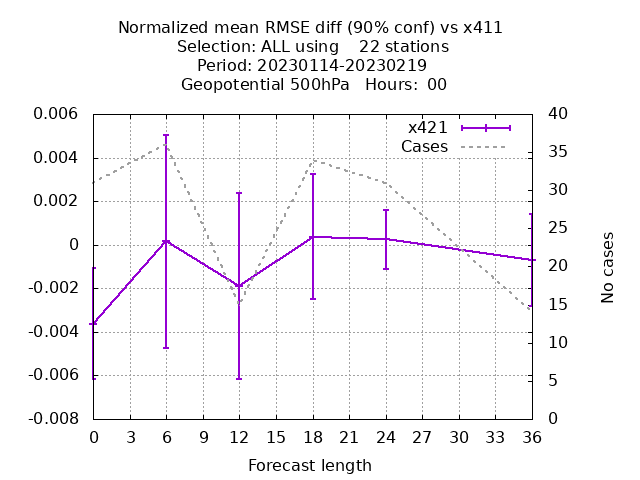 Normalized mean RMSE diff (90% conf) vs x411
Selection: ALL using    22 stations
Period: 20230114-20230219
Geopotential 500hPa   Hours:  00
x421
Cases
0.006
0.004
0.002
0
-0.002
-0.004
-0.006
-0.008
40
35
30
25
20
15
10
5
0
No cases
0 3 6 9 12 15 18 21 24 27 30 33 36
Forecast length